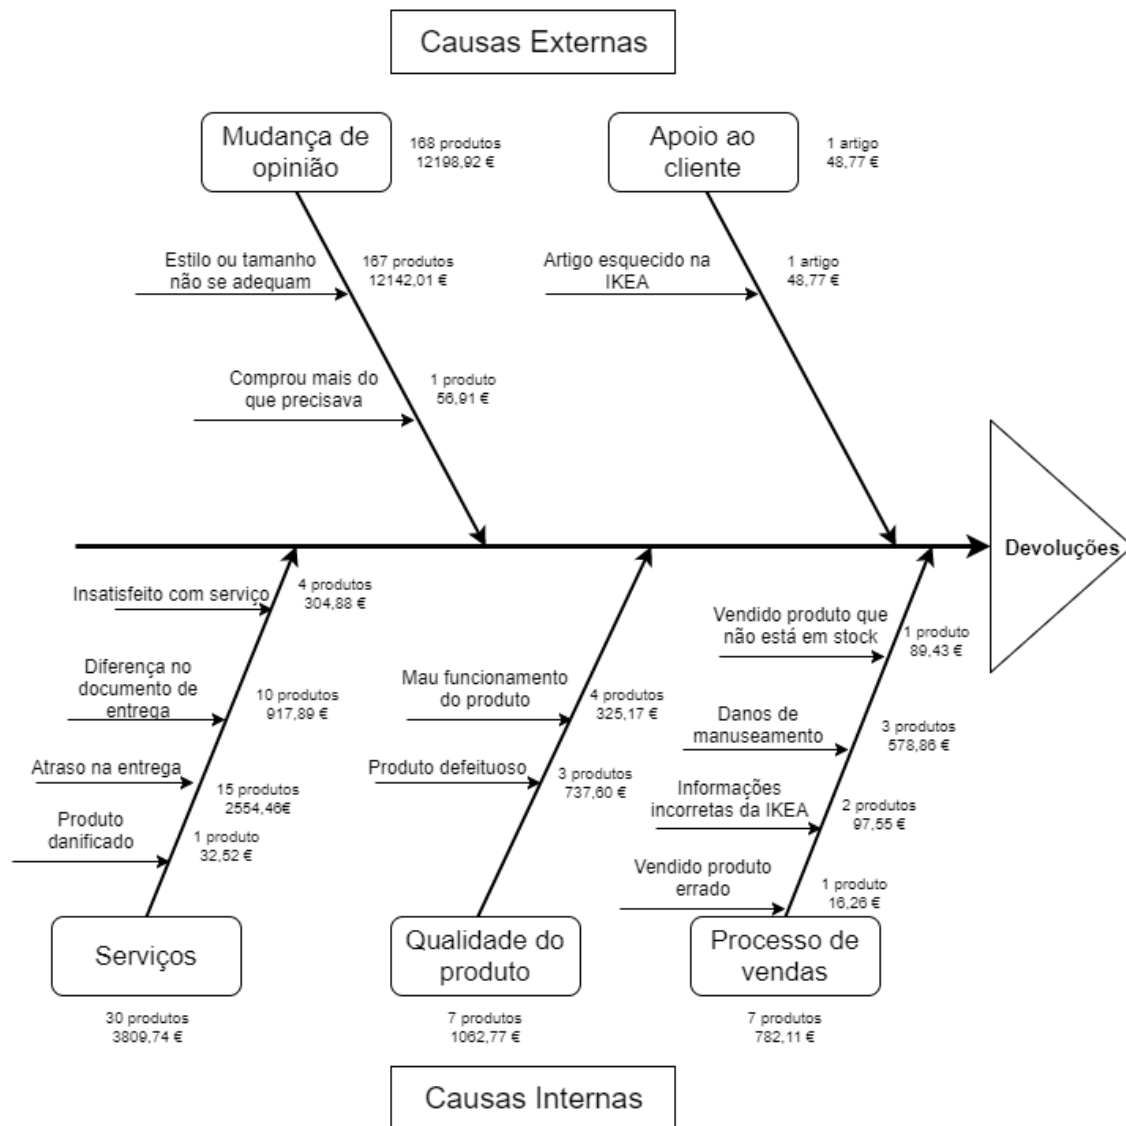 Causas Externas
Mudança de
opinião
168 produtos
12198,92 €
Apoio ao
cliente
1 artigo
48,77 €
Estilo ou tamanho
não se adequam
167 produtos
12142,01 €
Artigo esquecido na
IKEA
1 artigo
48,77 €
Comprou mais do
que precisava
1 produto
56,91 €
Devoluções
Insatisfeito com serviço
4 produtos
304,88 €
Diferença no
documento de
entrega
10 produtos
917,89 €
Atraso na entrega
15 produtos
2554,46€
Produto
danificado
1 produto
32,52 €
Serviços
30 produtos
3809,74 €
Mau funcionamento
do produto
4 produtos
325,17 €
Produto defeituoso
3 produtos
737,60 €
Qualidade do
produto
7 produtos
1062,77 €
Vendido produto que
não está em stock
1 produto
89,43 €
Danos de
manuseamento
3 produtos
578,86 €
Informações
incorretas da IKEA
2 produtos
97,55 €
Vendido produto
errado
1 produto
16,26 €
Processo de
vendas
7 produtos
782,11 €
Causas Internas